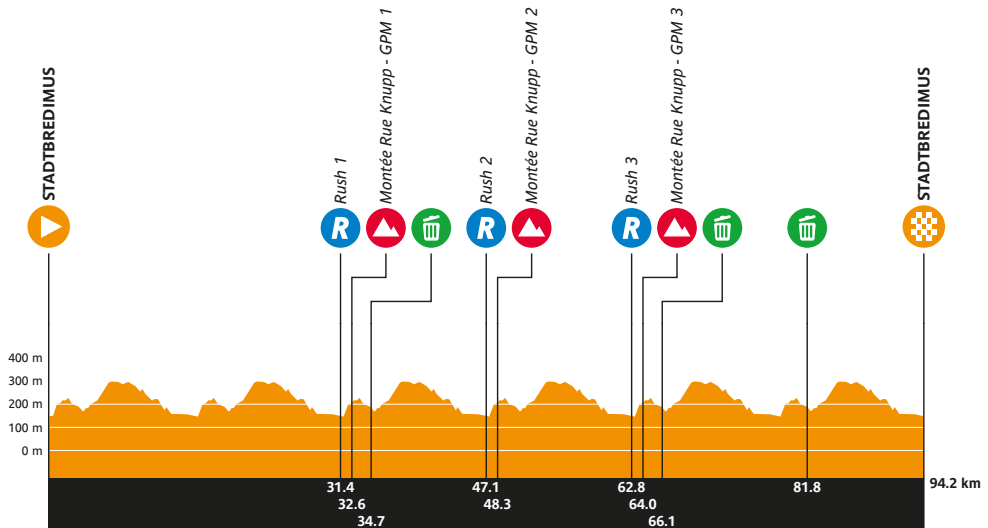 STADTBREDIMUS
Rush 1
Montée Rue Knupp - GPM 1
Rush 2
Montée Rue Knupp - GPM 2
Rush 3
Montée Rue Knupp - GPM 3
STADTBREDIMUS
R
R
R
400 m
300 m
200 m
100 m
0 m
31.4
47.1
62.8
81.8
94.2 km
32.6
48.3
64.0
34.7
66.1